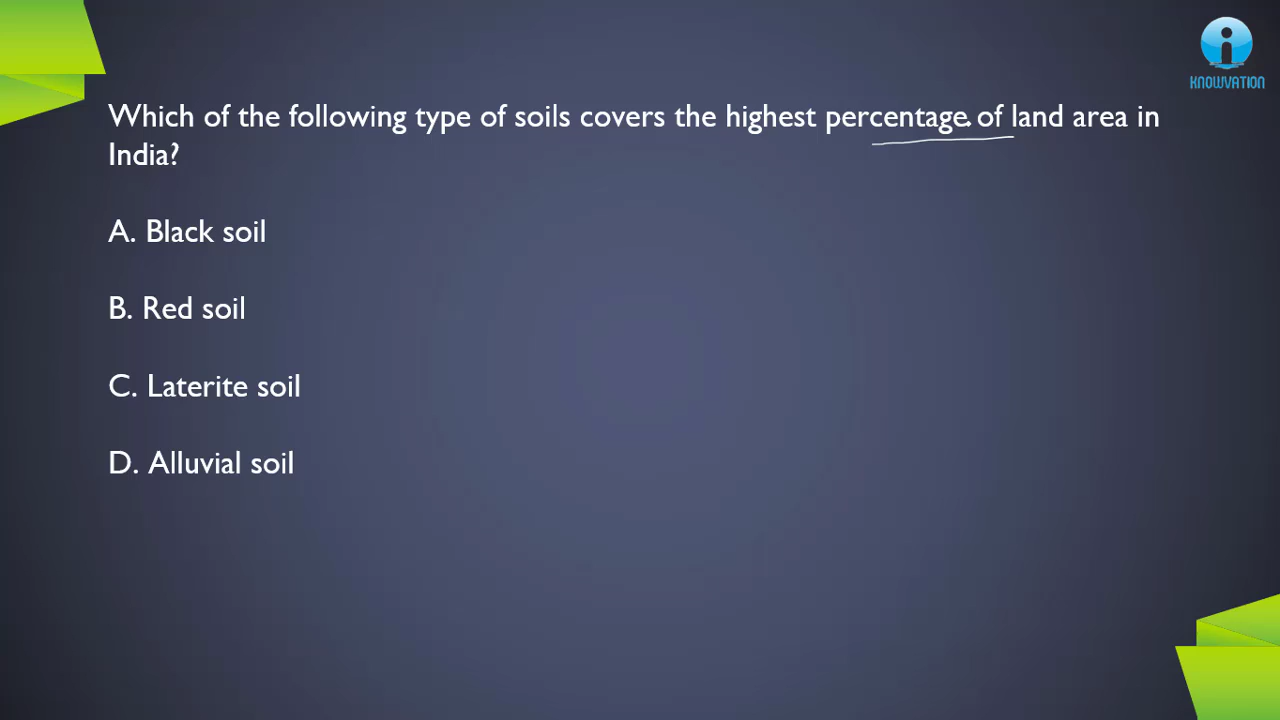 KNOWVATION
Which of the following type of soils covers the highest percentage of land area in
India?
A. Black soil
B. Red soil
C. Laterite soil
D. Alluvial soil